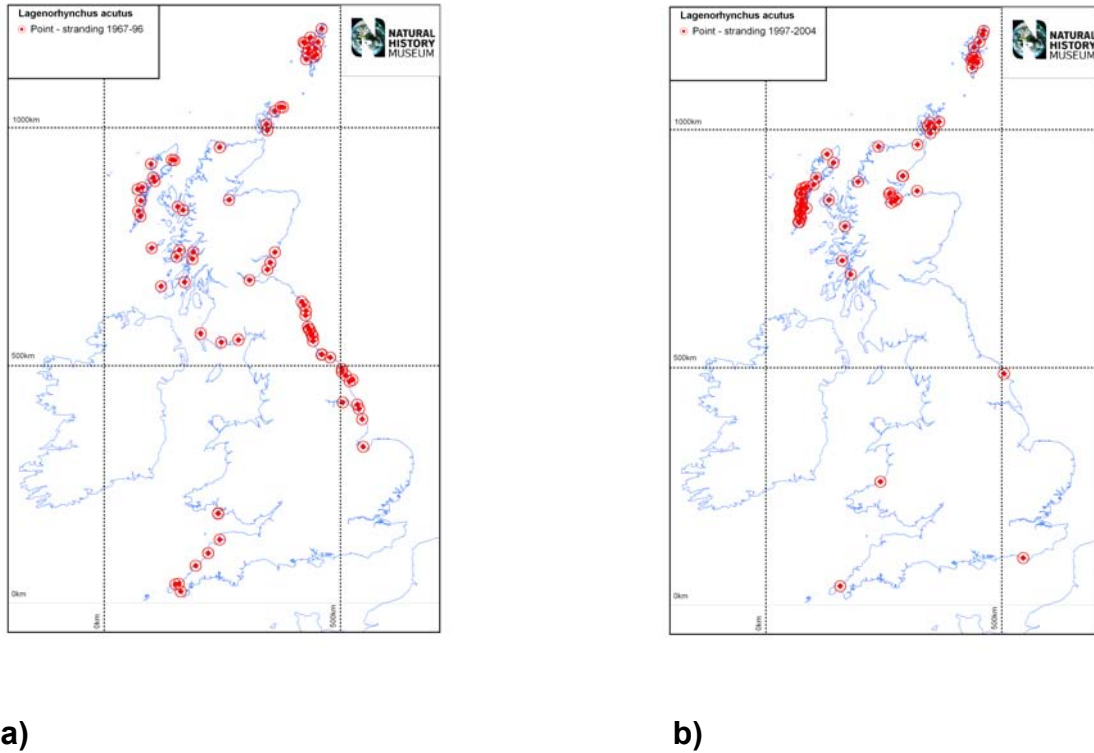 Lagenorhynchus acutus
Point - stranding 1967-96
NATURAL
HISTORY
MUSEUM
1000km
500km
0km
0km
500km
Lagenorhynchus acutus
Point - stranding 1997-2004
NATURAL
HISTORY
MUSEUM
1000km
500km
0km
0km
500km
a)
b)